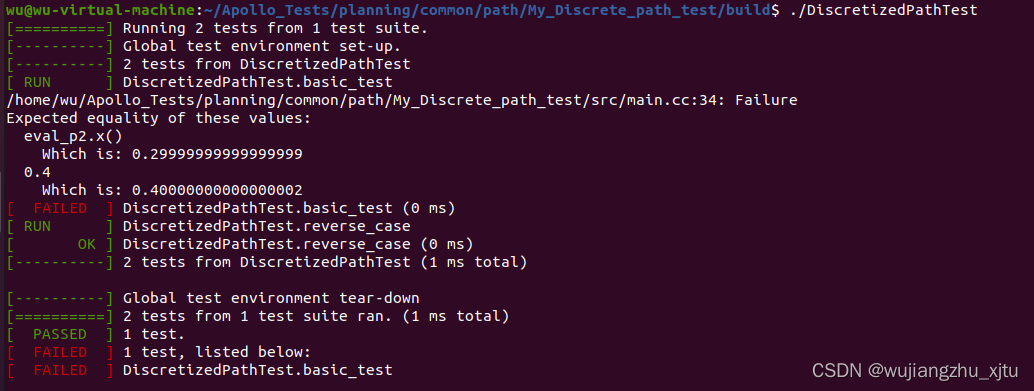 wu@wu-virtual-machine:~/Apollo_Tests/planning/common/path/My_Discrete_path_test/build$ ./DiscretizedPathTest
[==========] Running 2 tests from 1 test suite.
[----------] Global test environment set-up.
[----------] 2 tests from DiscretizedPathTest
[ RUN      ] DiscretizedPathTest.basic_test
/home/wu/Apollo_Tests/planning/common/path/My_Discrete_path_test/src/main.cc:34: Failure
Expected equality of these values:
  eval_p2.x()
    Which is: 0.29999999999999999
  0.4
    Which is: 0.40000000000000002
[  FAILED  ] DiscretizedPathTest.basic_test (0 ms)
[ RUN      ] DiscretizedPathTest.reverse_case
[       OK ] DiscretizedPathTest.reverse_case (0 ms)
[----------] 2 tests from DiscretizedPathTest (1 ms total)

[----------] Global test environment tear-down
[==========] 2 tests from 1 test suite ran. (1 ms total)
[  PASSED  ] 1 test.
[  FAILED  ] 1 test, listed below:
[  FAILED  ] DiscretizedPathTest.basic_test
CSDN @wujiangzhu_xjtu